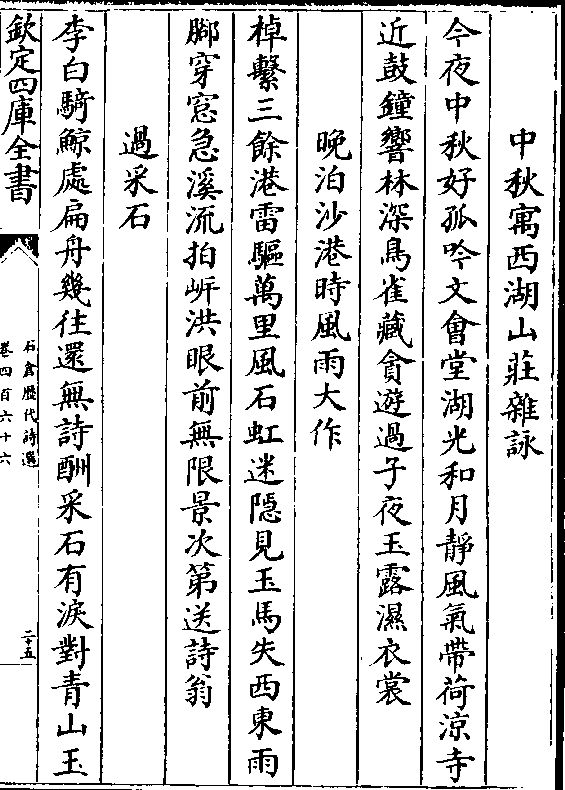 中秋寓西湖山莊雜詠
今夜中秋好孤吟文會堂湖光和月靜風氣帶荷涼寺
近鼓鐘響林深鳥雀藏貪遊過子夜玉露濕衣裳
晚泊沙港時風雨大作
棹繫三餘港雷驅萬里風石虹迷隱見玉馬失西東雨
腳穿窓急溪流拍岍洪眼前無限景次第送詩翁
過采石
李白騎鯨處扁舟幾往還無詩酬采石有淚對青山玉
欽定四庫全書
石倉歷代詩選
卷四百六十六
二十五